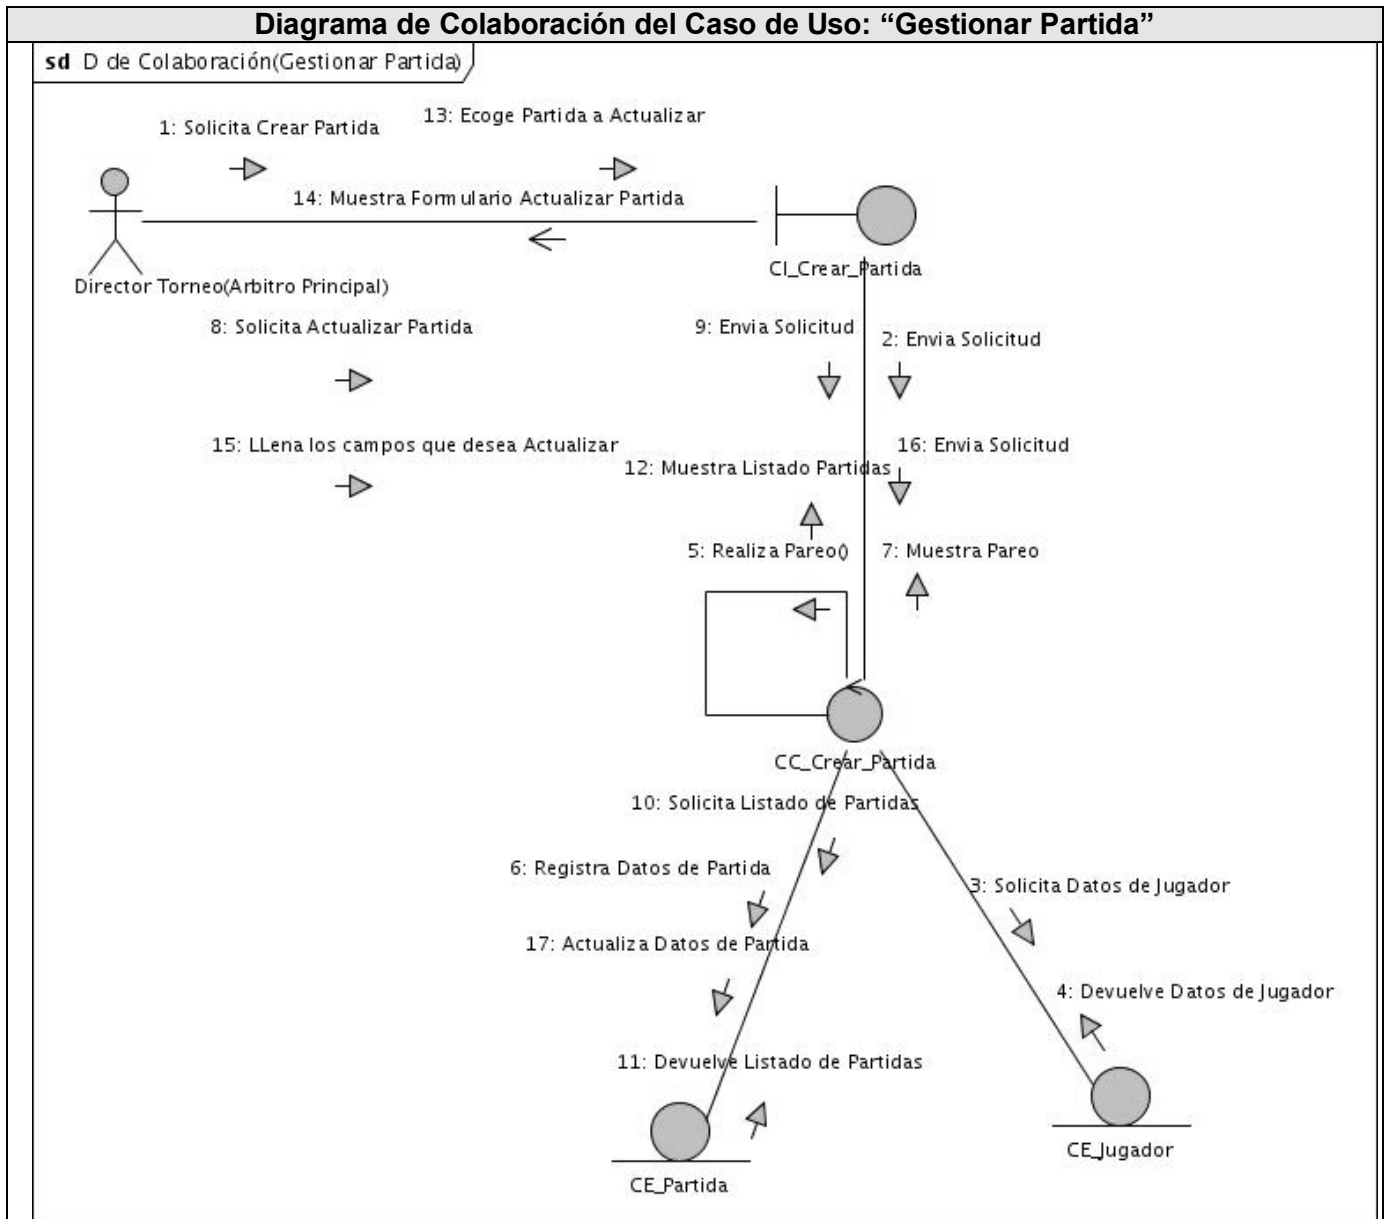 Diagrama de Colaboración del Caso de Uso: “Gestionar Partida”
sd D de Colaboración(Gestionar Partida)
13: Ecoge Partida a Actualizar
1: Solicita Crear Partida
14: Muestra Formulario Actualizar Partida
CI_Crear_Partida
Director Torneo(Arbitro Principal)
8: Solicita Actualizar Partida
9: Envia Solicitud
2: Envia Solicitud
15: LLena los campos que desea Actualizar
16: Envia Solicitud
12: Muestra Listado Partidas
5: Realiza Pareo()
7: Muestra Pareo
CC_Crear_Partida
10: Solicita Listado de Partidas
6: Registra Datos de Partida
3: Solicita Datos de Jugador
17: Actualiza Datos de Partida
4: Devuelve Datos de Jugador
11: Devuelve Listado de Partidas
CE_Jugador
CE_Partida